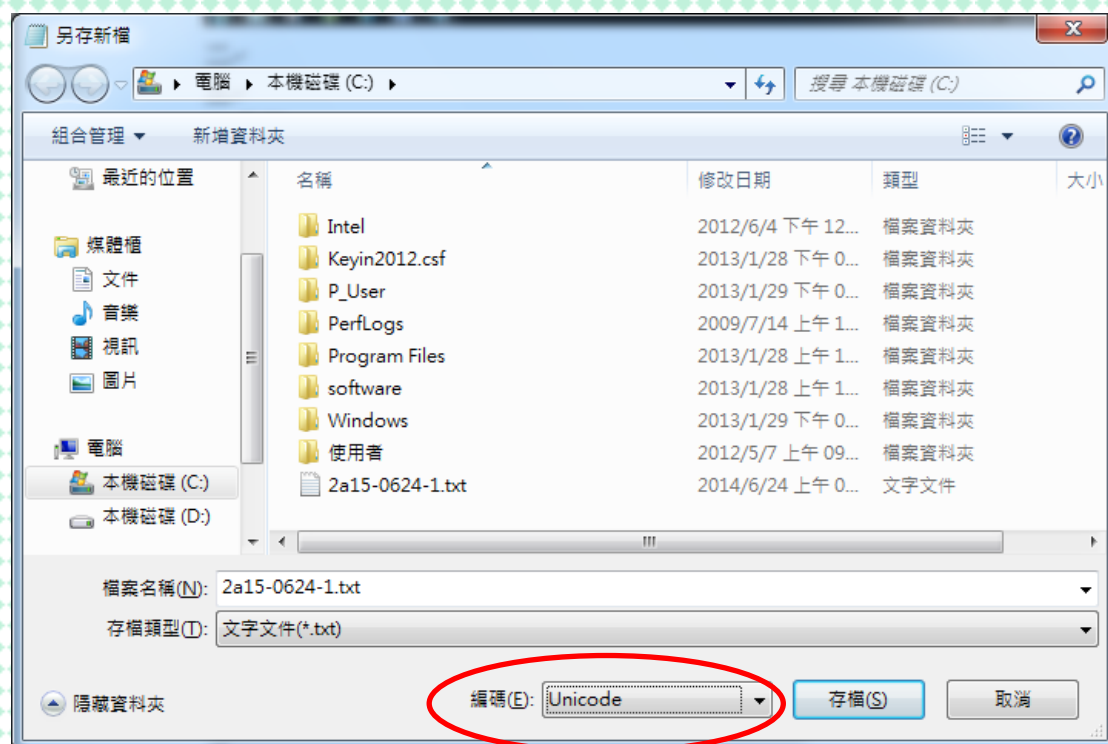 另存新檔
電腦 本機磁碟 (C:)
搜尋 本機磁碟 (C:)
組合管理 新增資料夾
最近的位置
媒體櫃
文件
音樂
視訊
圖片
電腦
本機磁碟 (C:)
本機磁碟 (D:)
名稱 修改日期 類型 大小
Intel 2012/6/4 下午 12... 檔案資料夾
Keyin2012.csf 2013/1/28 下午 0... 檔案資料夾
P_User 2013/1/29 下午 0... 檔案資料夾
PerfLogs 2009/7/14 上午 1... 檔案資料夾
Program Files 2013/1/28 上午 1... 檔案資料夾
software 2013/1/28 上午 1... 檔案資料夾
Windows 2013/1/29 下午 0... 檔案資料夾
使用者 2012/5/7 上午 09... 檔案資料夾
2a15-0624-1.txt 2014/6/24 上午 0... 文字文件
檔案名稱(N): 2a15-0624-1.txt
存檔類型(T): 文字文件(*.txt)
隱藏資料夾 編碼(E): Unicode 存檔(S) 取消